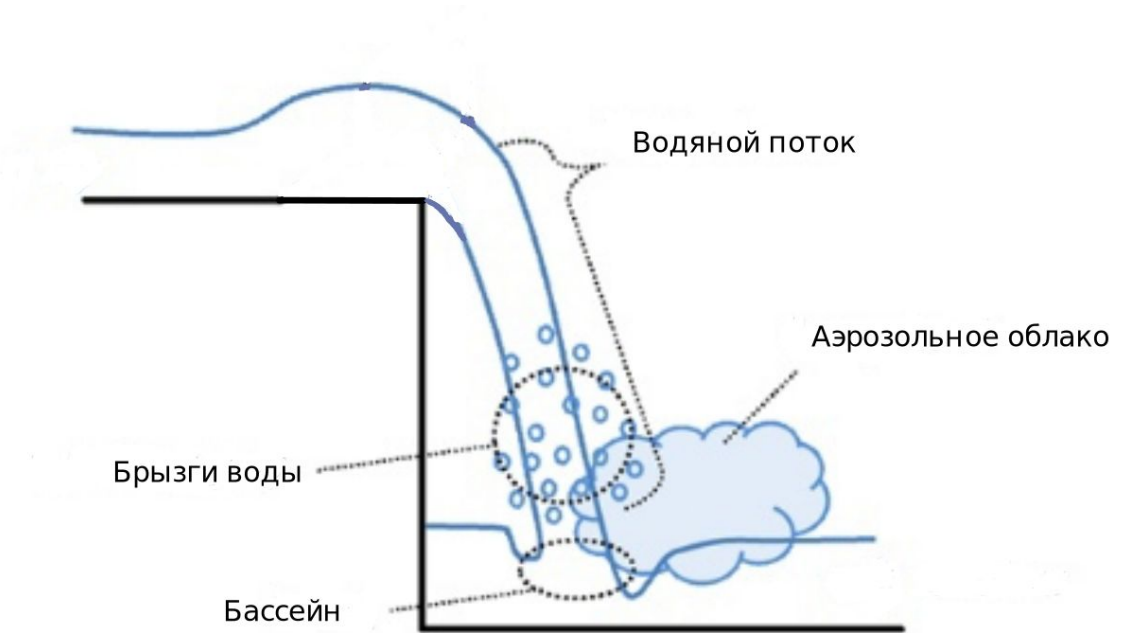 Водяной поток
Аэрозольное облако
Брызги воды
Бассейн